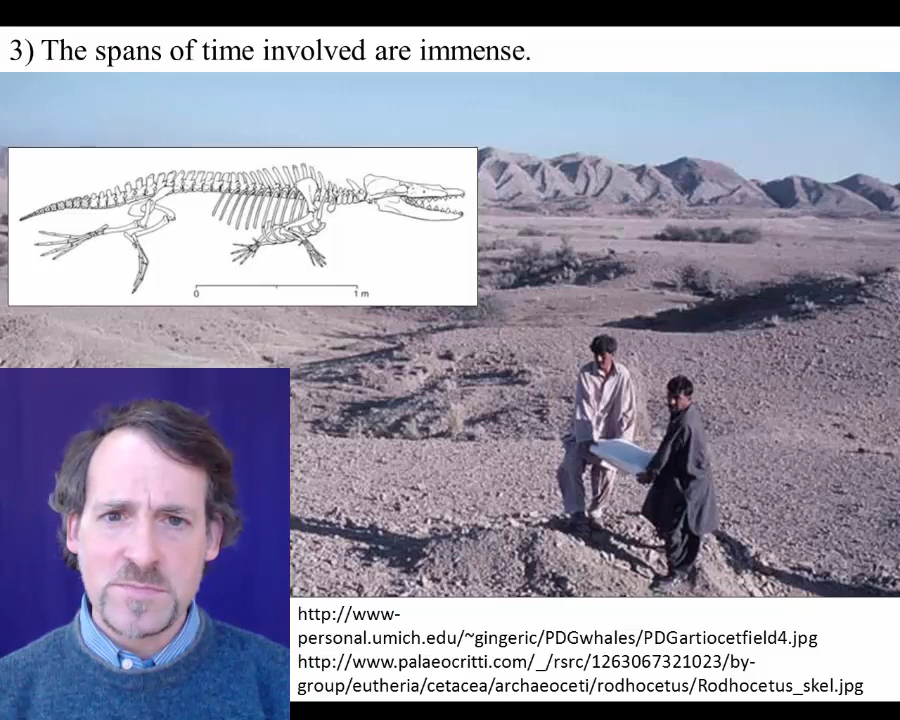 3) The spans of time involved are immense.
0 1 m
http://www-
personal.umich.edu/~gingeric/PDGwhales/PDGartiocetfield4.jpg
http://www.palaeocritti.com/_/rsrc/1263067321023/by-
group/eutheria/cetacea/archaeoceti/rodhocetus/Rodhocetus_skel.jpg